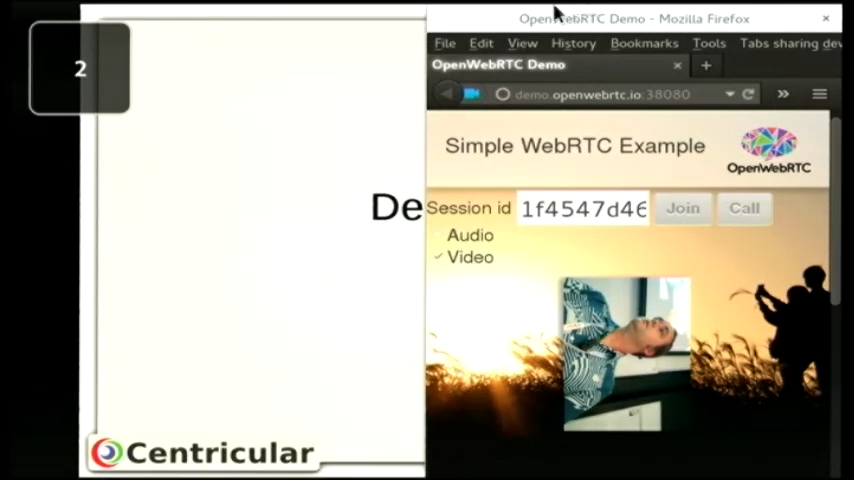 2
OpenWebRTC Demo - Mozilla Firefox
File Edit View History Bookmarks Tools Tabs sharing dev
OpenWebRTC Demo
demo.openwebrtc.io:38080
Simple WebRTC Example
OpenWebRTC
De
Session id 1f4547d46 Join Call
Audio
Video
Centricular